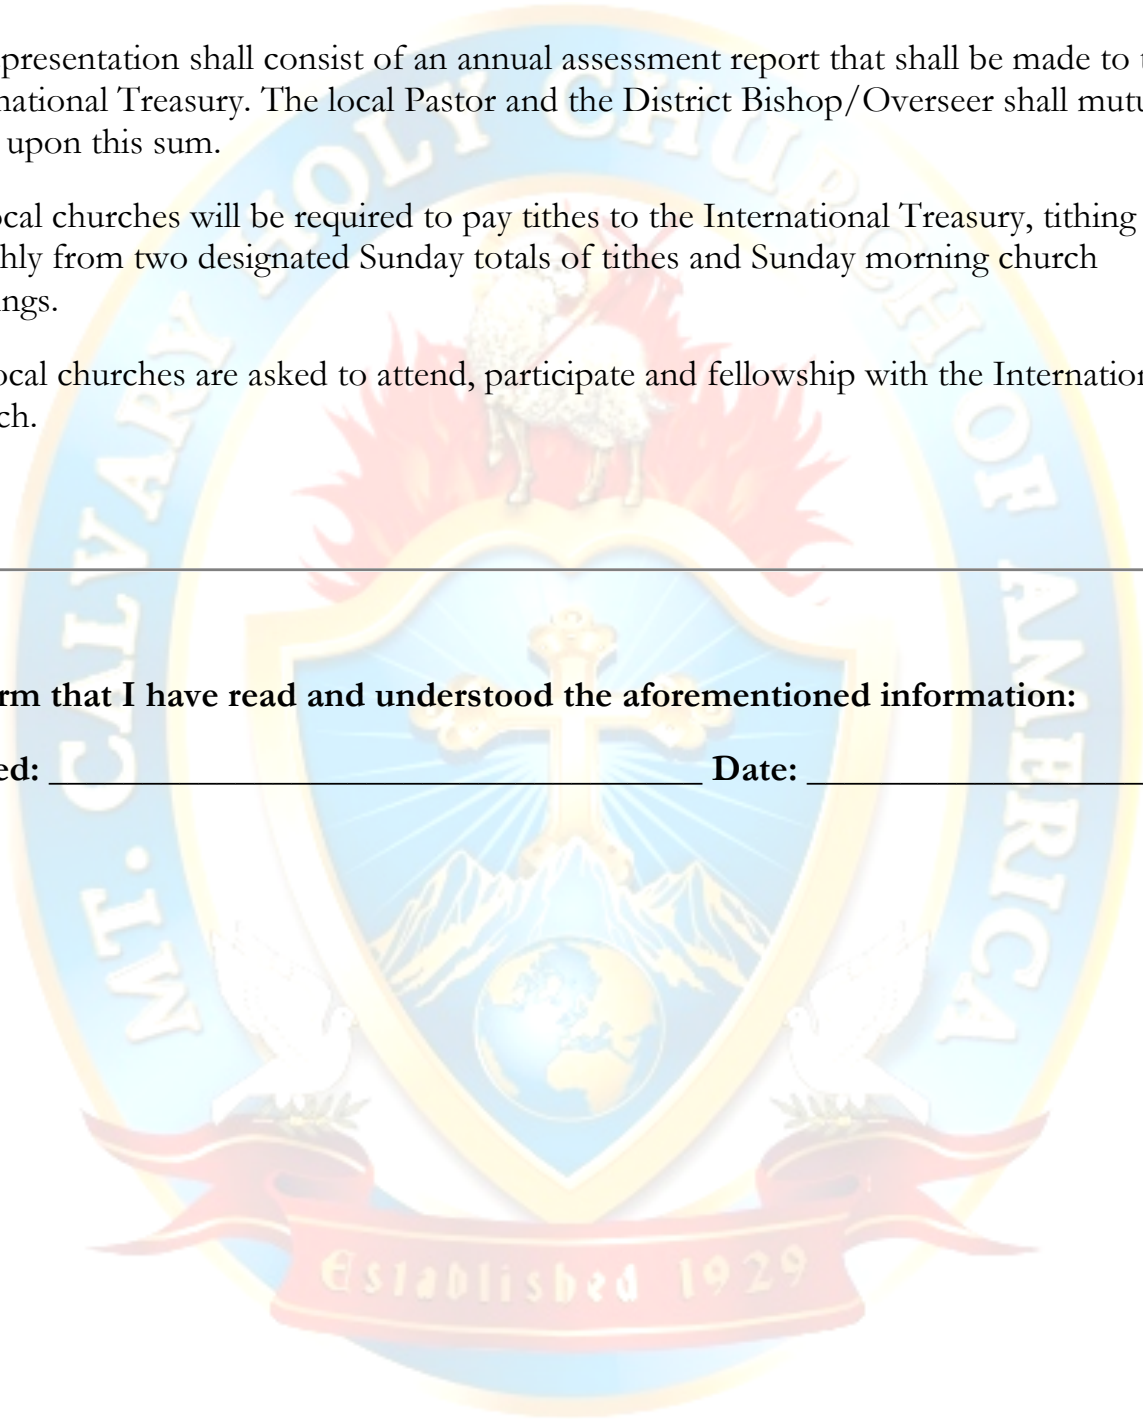 presentation shall consist of an annual assessment report that shall be made to t
national Treasury. The local Pastor and the District Bishop/Overseer shall mutu
upon this sum.
ocal churches will be required to pay tithes to the International Treasury, tithing
hly from two designated Sunday totals of tithes and Sunday morning church
ings.
ocal churches are asked to attend, participate and fellowship with the Internation
ch.
rm that I have read and understood the aforementioned information:
ed: ____________________ Date: ____________________
MT. CALVARY HOLY CHURCH OF AMERICA
Established 1929